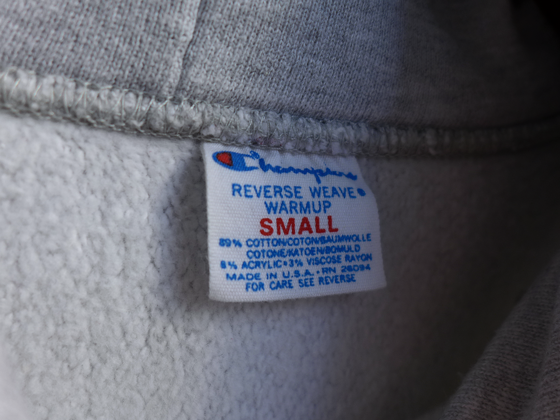 Champion
REVERSE WEAVE®
WARMUP
SMALL
89% COTTON/COTON/BAUMWOLLE
COTONE/KATOEN/BOMULD
8% ACRYLIC•3% VISCOSE RAYON
MADE IN U.S.A. • RN 26094
FOR CARE SEE REVERSE